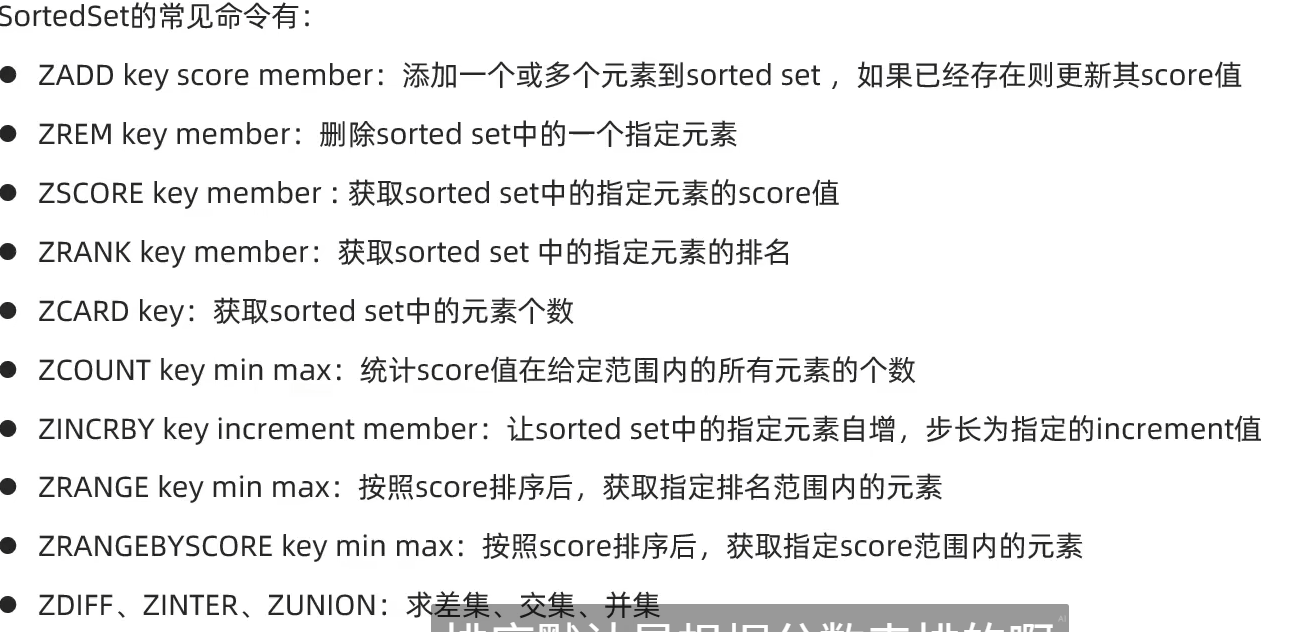 SortedSet的常见命令有：
● ZADD key score member：添加一个或多个元素到sorted set ，如果已经存在则更新其score值
● ZREM key member：删除sorted set中的一个指定元素
● ZSCORE key member : 获取sorted set中的指定元素的score值
● ZRANK key member：获取sorted set 中的指定元素的排名
● ZCARD key：获取sorted set中的元素个数
● ZCOUNT key min max：统计score值在给定范围内的所有元素的个数
● ZINCRBY key increment member：让sorted set中的指定元素自增，步长为指定的increment值
● ZRANGE key min max：按照score排序后，获取指定排名范围内的元素
● ZRANGEBYSCORE key min max：按照score排序后，获取指定score范围内的元素
● ZDIFF、ZINTER、ZUNION：求差集、交集、并集